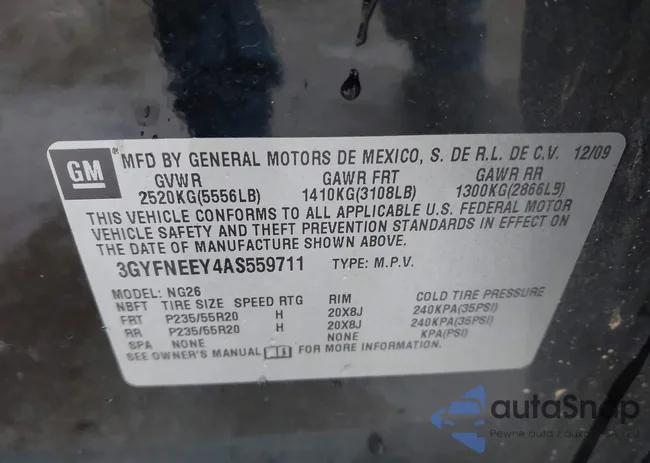 GM ® MFD BY GENERAL MOTORS DE MEXICO, S. DE R.L. DE C.V. 12/09
GVWR GAWR FRT GAWR RR
2520KG(5556LB) 1410KG(3108LB) 1300KG(2866LB)
THIS VEHICLE CONFORMS TO ALL APPLICABLE U.S. FEDERAL MOTOR
VEHICLE SAFETY AND THEFT PREVENTION STANDARDS IN EFFECT ON
THE DATE OF MANUFACTURE SHOWN ABOVE.
3GYFNEEY4AS559711 TYPE: M.P.V.
MODEL: NG26
NBFT TIRE SIZE SPEED RTG RIM COLD TIRE PRESSURE
FRT P235/55R20 H 20X8J 240KPA(35PSI)
RR P235/55R20 H 20X8J 240KPA(35PSI)
SPA NONE NONE KPA(PSI)
SEE OWNER'S MANUAL FOR MORE INFORMATION.
autaSnap
Pewne auta z